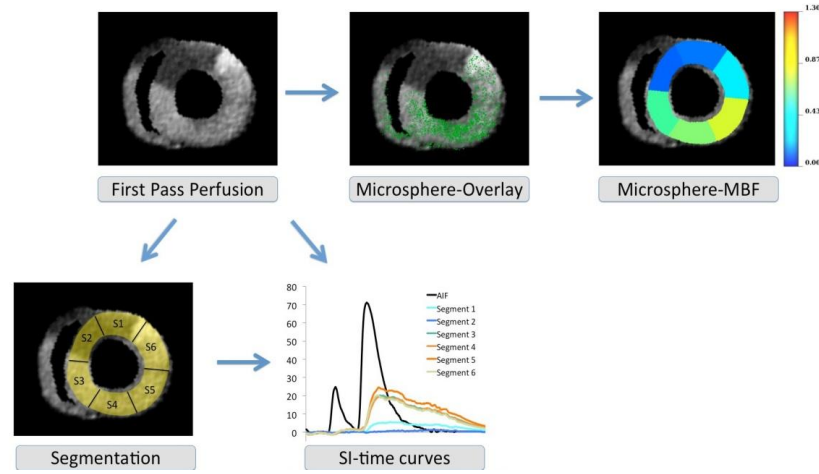 1.30
0.87
0.43
0.00
First Pass Perfusion
Microsphere-Overlay
Microsphere-MBF
S1
S2
S6
S3
S5
S4
Segmentation
80
70
60
50
40
30
20
10
0
AIF
Segment 1
Segment 2
Segment 3
Segment 4
Segment 5
Segment 6
SI-time curves